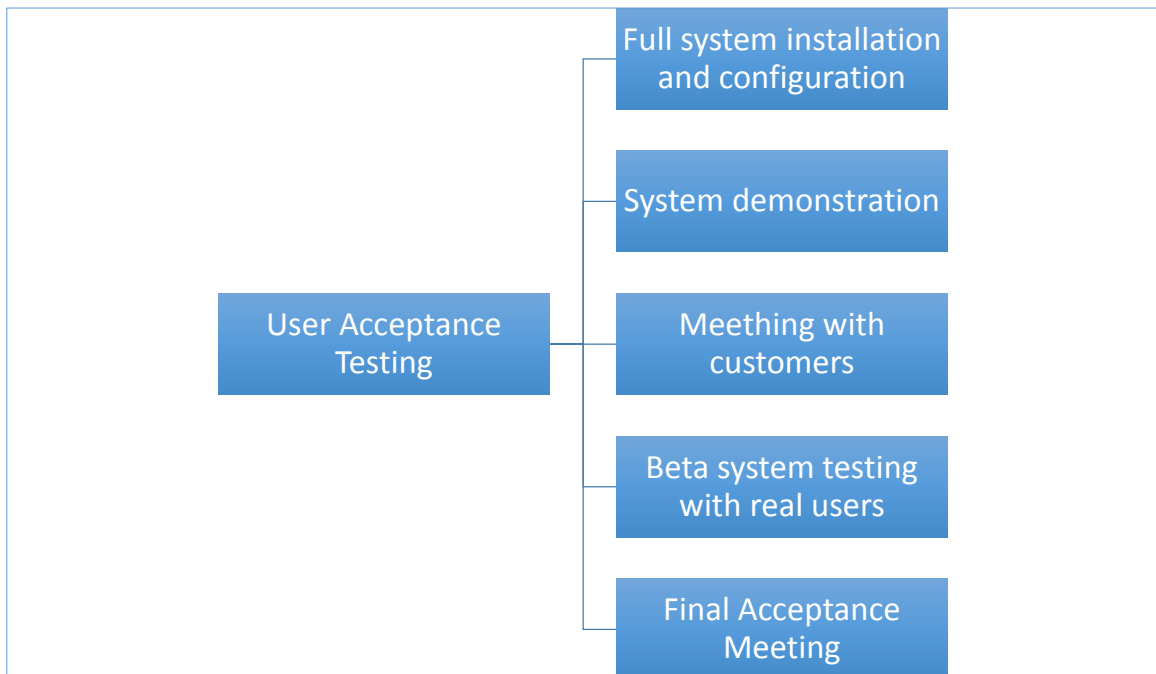 Full system installation
and configuration
System demonstration
User Acceptance
Testing
Meething with
customers
Beta system testing
with real users
Final Acceptance
Meeting